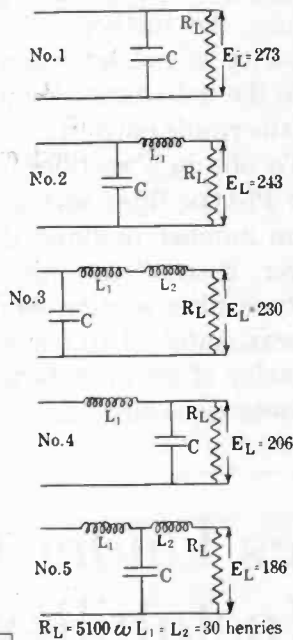 R_L
No.1 C E_L = 273
L_1
R_L
No.2 C E_L = 243
L_1 L_2
No.3 C R_L E_L = 230
L_1 R_L
No.4 C E_L = 206
L_1 L_2 R_L
No.5 C E_L = 186
R_L = 5100 ω L_1 = L_2 = 30 henries